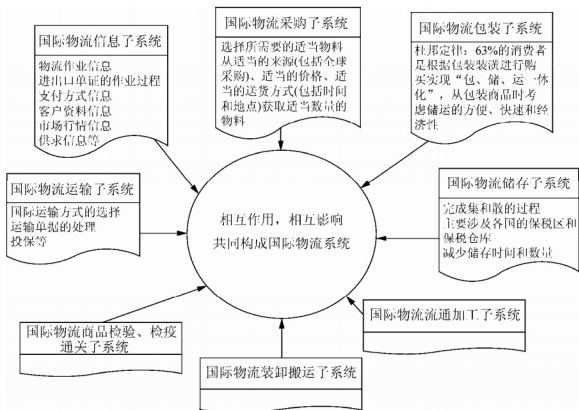 国际物流信息子系统
物流作业信息
进出口单证的作业过程
支付方式信息
客户资料信息
市场行情信息
供求信息等
国际物流采购子系统
选择所需要的适当物料
从适当的来源(包括全球
采购)、适当的价格、适
当的送货方式(包括时间
和地点)获取适当数量的
物料
国际物流包装子系统
杜邦定律：63%的消费者
是根据包装装潢进行购
买实现“包、储、运一体
化”，从包装商品时考
虑储运的方便、快速和经
济性
国际物流运输子系统
国际运输方式的选择
运输单据的处理
投保等
相互作用，相互影响
共同构成国际物流系统
国际物流储存子系统
完成集和散的过程
主要涉及各国的保税区和
保税仓库
减少储存时间和数量
国际物流商品检验、检疫
通关子系统
国际物流装卸搬运子系统
国际物流流通加工子系统